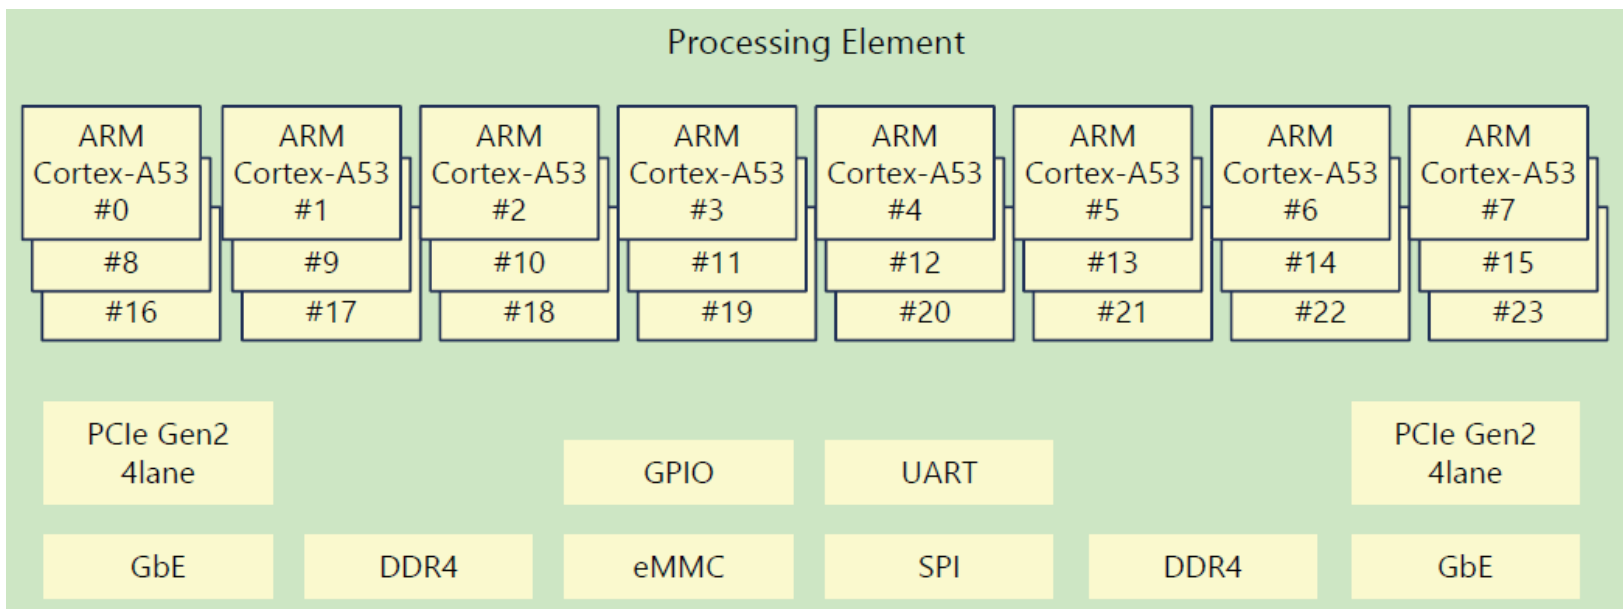 Processing Element
ARM
Cortex-A53
#0
ARM
Cortex-A53
#1
ARM
Cortex-A53
#2
ARM
Cortex-A53
#3
ARM
Cortex-A53
#4
ARM
Cortex-A53
#5
ARM
Cortex-A53
#6
ARM
Cortex-A53
#7
#8
#9
#10
#11
#12
#13
#14
#15
#16
#17
#18
#19
#20
#21
#22
#23
PCIe Gen2
4lane
GPIO
UART
PCIe Gen2
4lane
GbE
DDR4
eMMC
SPI
DDR4
GbE